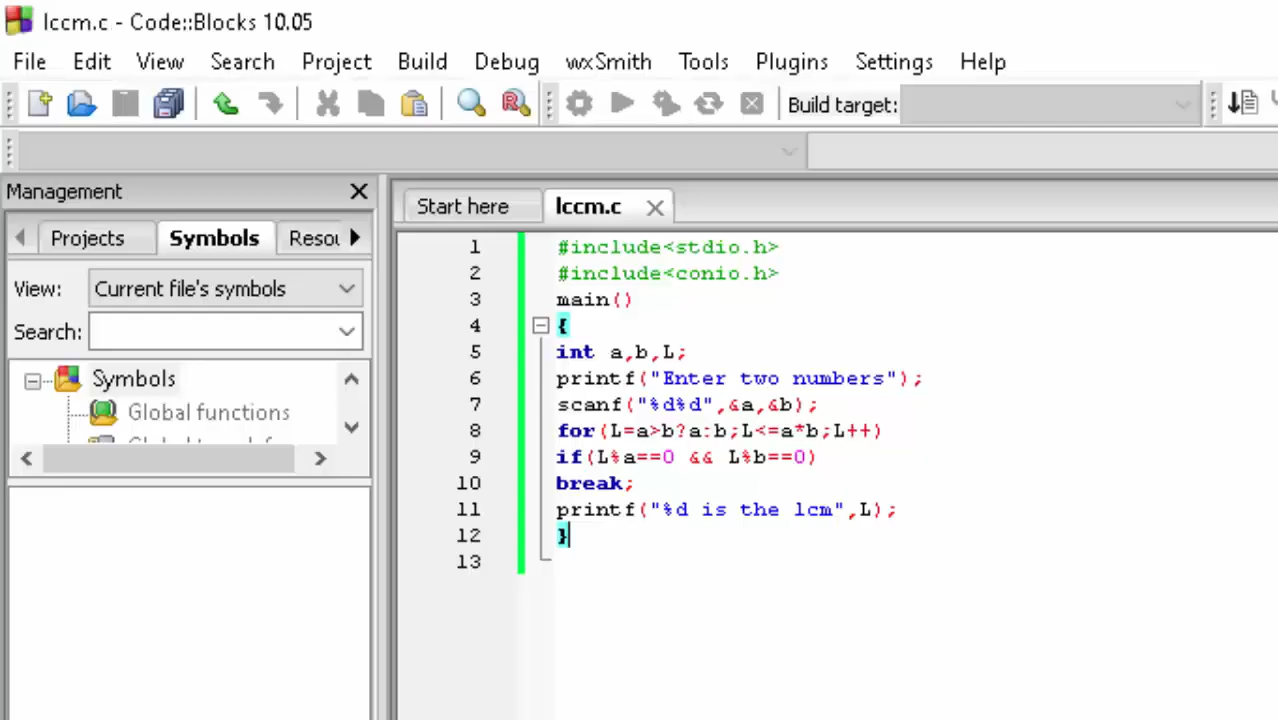 lccm.c - Code::Blocks 10.05
File Edit View Search Project Build Debug wxSmith Tools Plugins Settings Help
Build target:
Management
Projects Symbols
View: Current file's symbols
Search:
Symbols
Global functions
Start here lccm.c
1 #include<stdio.h>
2 #include<conio.h>
3 main()
4 {
5 int a,b,L;
6 printf("Enter two numbers");
7 scanf("%d%d",&a,&b);
8 for(L=a>b?a:b;L<=a*b;L++)
9 if(L%a==0 && L%b==0)
10 break;
11 printf("%d is the lcm",L);
12 }
13